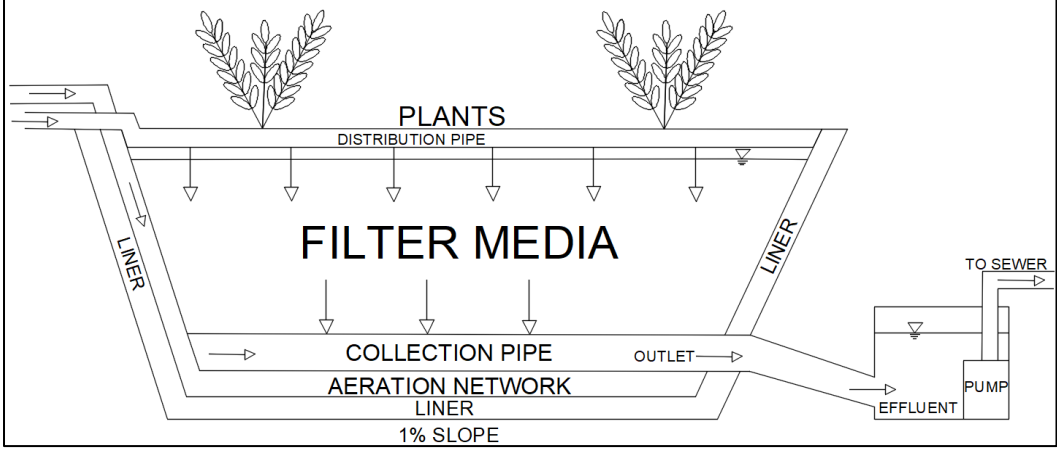 PLANTS
DISTRIBUTION PIPE
LINER
FILTER MEDIA
LINER
TO SEWER
COLLECTION PIPE
OUTLET
AERATION NETWORK
LINER
1% SLOPE
EFFLUENT
PUMP